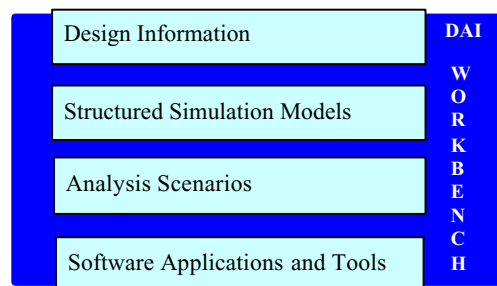 Design Information
Structured Simulation Models
Analysis Scenarios
Software Applications and Tools
DAI
W
O
R
K
B
E
N
C
H